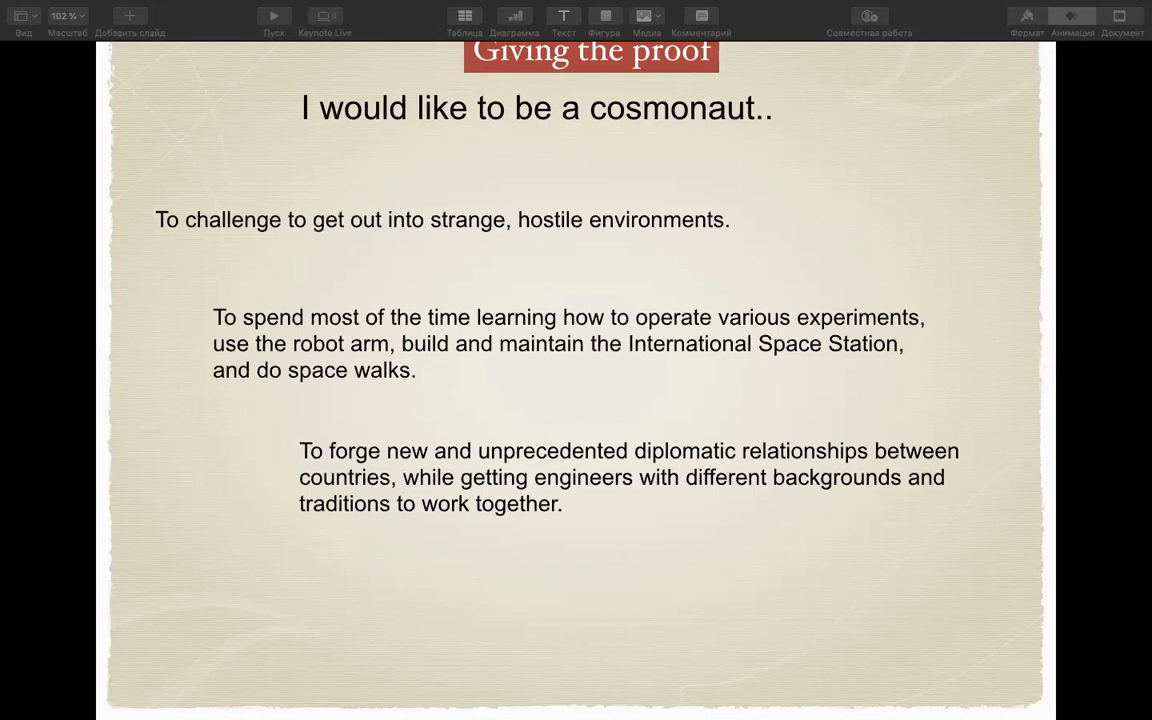 102 %
Вид
Масштаб
Добавить слайд
Пуск
Keynote Live
Таблица
Диаграмма
Текст
Фигура
Медиа
Комментарий
Совместная работа
Формат
Анимация
Документ
Giving the proof
I would like to be a cosmonaut..
To challenge to get out into strange, hostile environments.
To spend most of the time learning how to operate various experiments,
use the robot arm, build and maintain the International Space Station,
and do space walks.
To forge new and unprecedented diplomatic relationships between
countries, while getting engineers with different backgrounds and
traditions to work together.